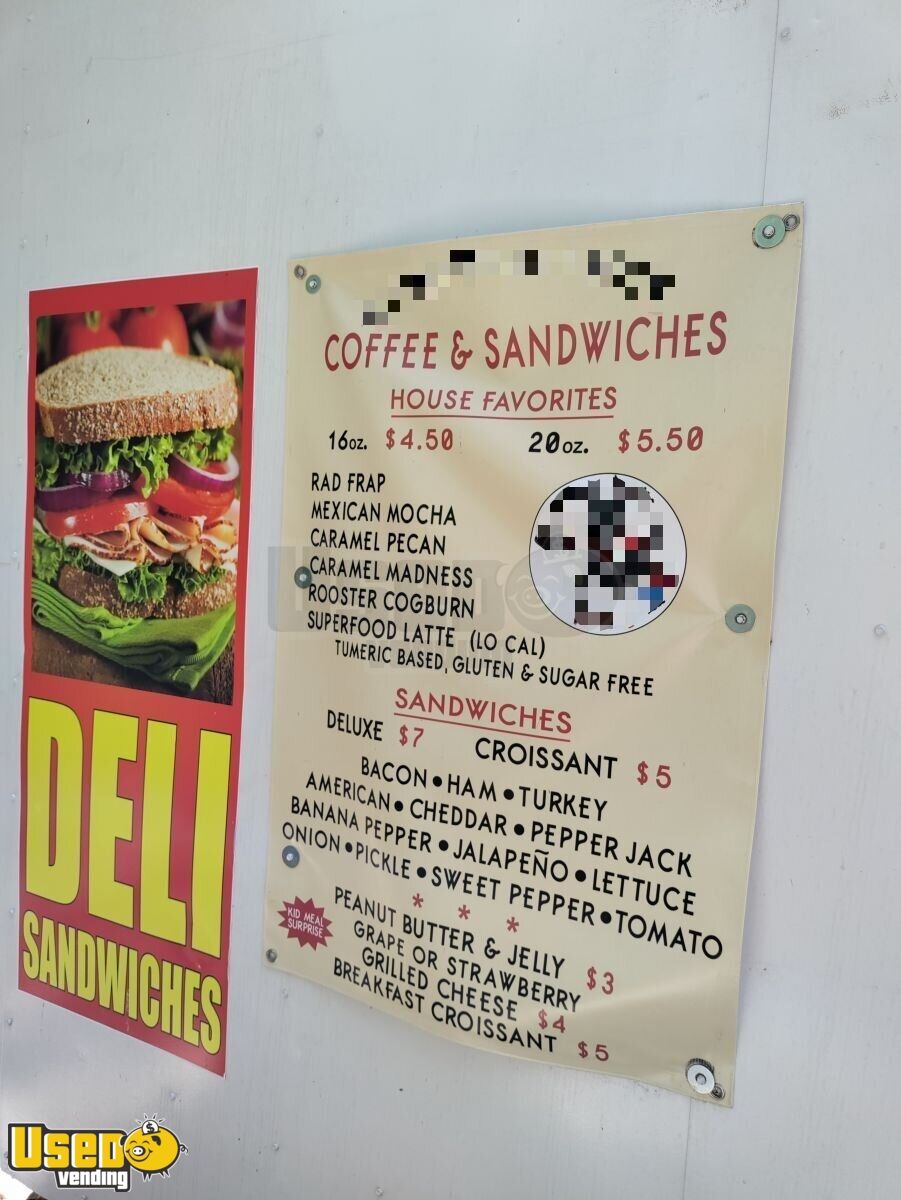 COFFEE & SANDWICHES
HOUSE FAVORITES
16oz. $4.50 20oz. $5.50
RAD FRAP
MEXICAN MOCHA
CARAMEL PECAN
CARAMEL MADNESS
ROOSTER COGBURN
SUPERFOOD LATTE (LO CAL)
TUMERIC BASED, GLUTEN & SUGAR FREE
SANDWICHES
DELUXE $7 CROISSANT $5
BACON • HAM • TURKEY
AMERICAN • CHEDDAR • PEPPER JACK
BANANA PEPPER • JALAPEÑO • LETTUCE
ONION • PICKLE • SWEET PEPPER • TOMATO
* * *
KID MEAL
SURPRISE
PEANUT BUTTER & JELLY $3
GRAPE OR STRAWBERRY
GRILLED CHEESE $4
BREAKFAST CROISSANT $5
DELI
SANDWICHES
USED
vending